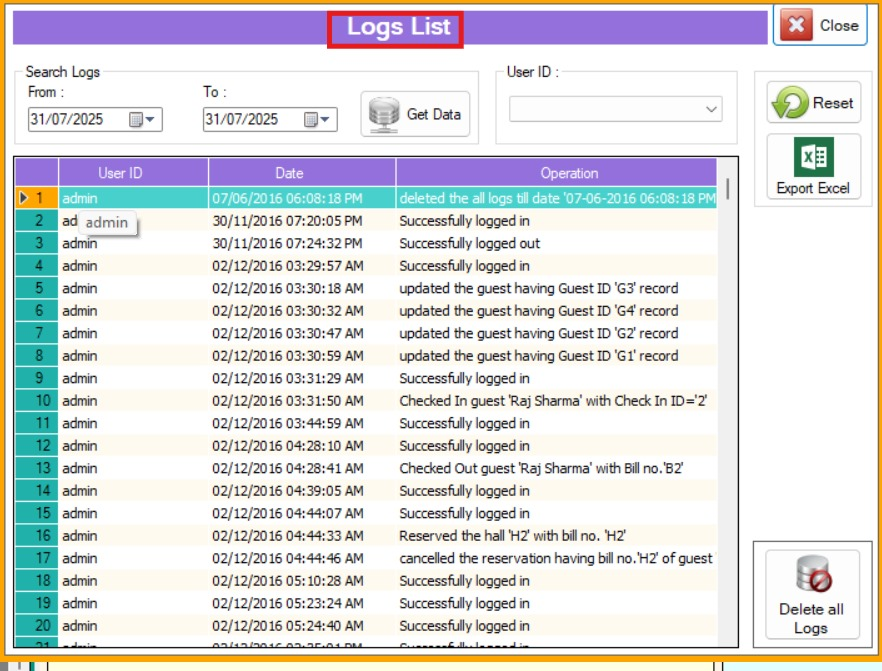 Logs List
Close
Search Logs
From :
To :
User ID :
31/07/2025
31/07/2025
Get Data
Reset
Export Excel
User ID Date Operation
1 admin 07/06/2016 06:08:18 PM deleted the all logs till date '07-06-2016 06:08:18 PM
2 ad 30/11/2016 07:20:05 PM Successfully logged in
admin
3 admin 30/11/2016 07:24:32 PM Successfully logged out
4 admin 02/12/2016 03:29:57 AM Successfully logged in
5 admin 02/12/2016 03:30:18 AM updated the guest having Guest ID 'G3' record
6 admin 02/12/2016 03:30:32 AM updated the guest having Guest ID 'G4' record
7 admin 02/12/2016 03:30:47 AM updated the guest having Guest ID 'G2' record
8 admin 02/12/2016 03:30:59 AM updated the guest having Guest ID 'G1' record
9 admin 02/12/2016 03:31:29 AM Successfully logged in
10 admin 02/12/2016 03:31:50 AM Checked In guest 'Raj Sharma' with Check In ID='2'
11 admin 02/12/2016 03:44:59 AM Successfully logged in
12 admin 02/12/2016 04:28:10 AM Successfully logged in
13 admin 02/12/2016 04:28:41 AM Checked Out guest 'Raj Sharma' with Bill no.'B2'
14 admin 02/12/2016 04:39:05 AM Successfully logged in
15 admin 02/12/2016 04:44:07 AM Successfully logged in
16 admin 02/12/2016 04:44:33 AM Reserved the hall 'H2' with bill no. 'H2'
17 admin 02/12/2016 04:44:46 AM cancelled the reservation having bill no.'H2' of guest '
18 admin 02/12/2016 05:10:28 AM Successfully logged in
19 admin 02/12/2016 05:23:24 AM Successfully logged in
20 admin 02/12/2016 05:24:40 AM Successfully logged in
Delete all
Logs